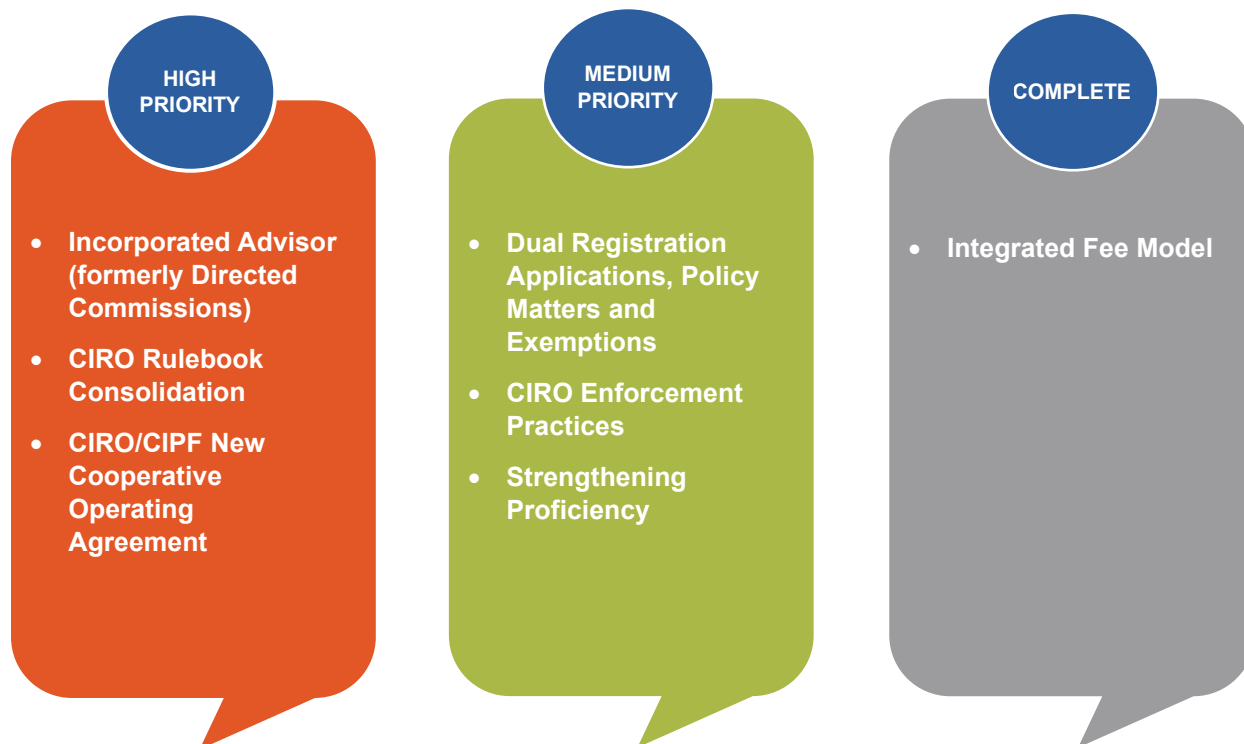 HIGH
PRIORITY
• Incorporated Advisor
(formerly Directed
Commissions)
• CIRO Rulebook
Consolidation
• CIRO/CIPF New
Cooperative
Operating
Agreement
MEDIUM
PRIORITY
• Dual Registration
Applications, Policy
Matters and
Exemptions
• CIRO Enforcement
Practices
• Strengthening
Proficiency
COMPLETE
• Integrated Fee Model